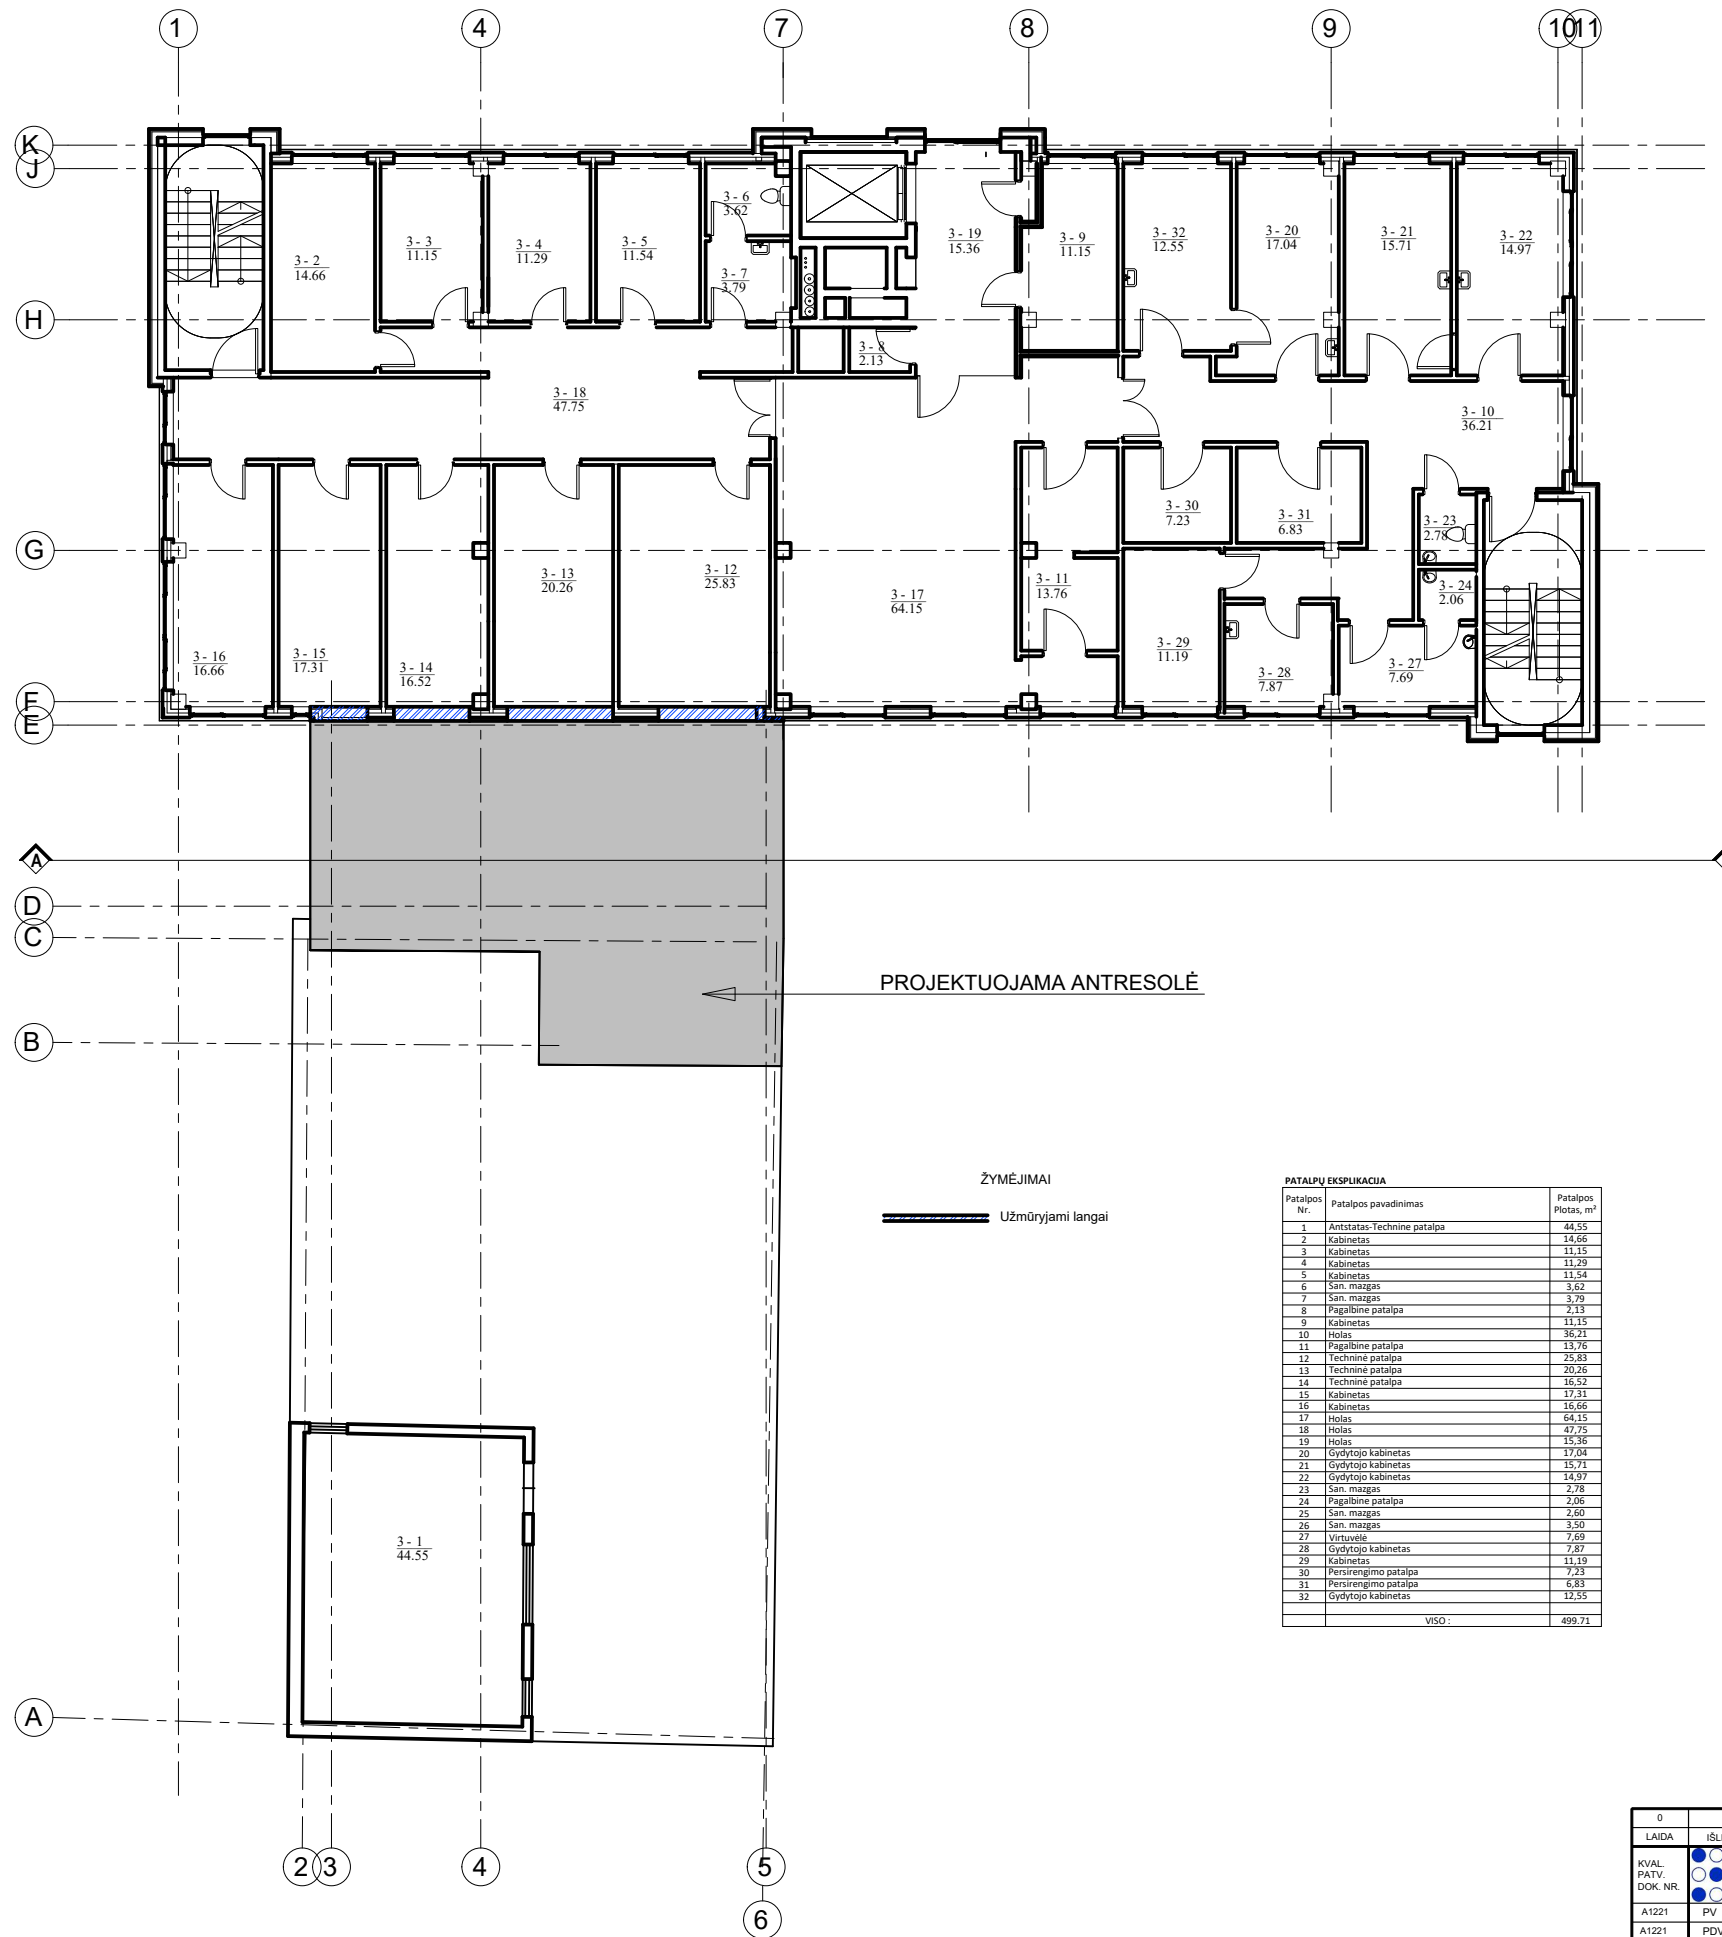 1 4 7 8 9 10 11
K
J
H
G
F
E
A
D
C
B
A
3 - 2
14.66
3 - 3
11.15
3 - 4
11.29
3 - 5
11.54
3 - 6
3.62
3 - 7
3.79
3 - 8
2.13
3 - 19
15.36
3 - 9
11.15
3 - 32
12.55
3 - 20
17.04
3 - 21
15.71
3 - 22
14.97
3 - 18
47.75
3 - 10
36.21
3 - 16
16.66
3 - 15
17.31
3 - 14
16.52
3 - 13
20.26
3 - 12
25.83
3 - 17
64.15
3 - 11
13.76
3 - 30
7.23
3 - 31
6.83
3 - 23
2.78
3 - 24
2.06
3 - 29
11.19
3 - 28
7.87
3 - 27
7.69
PROJEKTUOJAMA ANTRESOLĖ
ŽYMĖJIMAI
Užmūryjami langai
3 - 1
44.55
2 3 4 5
6
PATALPŲ EKSPLIKACIJA
Patalpos Nr. Patalpos pavadinimas Patalpos Plotas, m²
1 Antstatas-Technine patalpa 44,55
2 Kabinetas 14,66
3 Kabinetas 11,15
4 Kabinetas 11,29
5 Kabinetas 11,54
6 San. mazgas 3,62
7 San. mazgas 3,79
8 Pagalbine patalpa 2,13
9 Kabinetas 11,15
10 Holas 36,21
11 Pagalbine patalpa 13,76
12 Techninė patalpa 25,83
13 Techninė patalpa 20,26
14 Techninė patalpa 16,52
15 Kabinetas 17,31
16 Kabinetas 16,66
17 Holas 64,15
18 Holas 47,75
19 Holas 15,36
20 Gydytojo kabinetas 17,04
21 Gydytojo kabinetas 15,71
22 Gydytojo kabinetas 14,97
23 San. mazgas 2,78
24 Pagalbine patalpa 2,06
25 San. mazgas 2,60
26 San. mazgas 3,50
27 Virtuvėlė 7,69
28 Gydytojo kabinetas 7,87
29 Kabinetas 11,19
30 Persirengimo patalpa 7,23
31 Persirengimo patalpa 6,83
32 Gydytojo kabinetas 12,55
VISO : 499.71
0
LAIDA
KVAL.
PATV.
DOK. NR.
A1221 PV
A1221 PDV